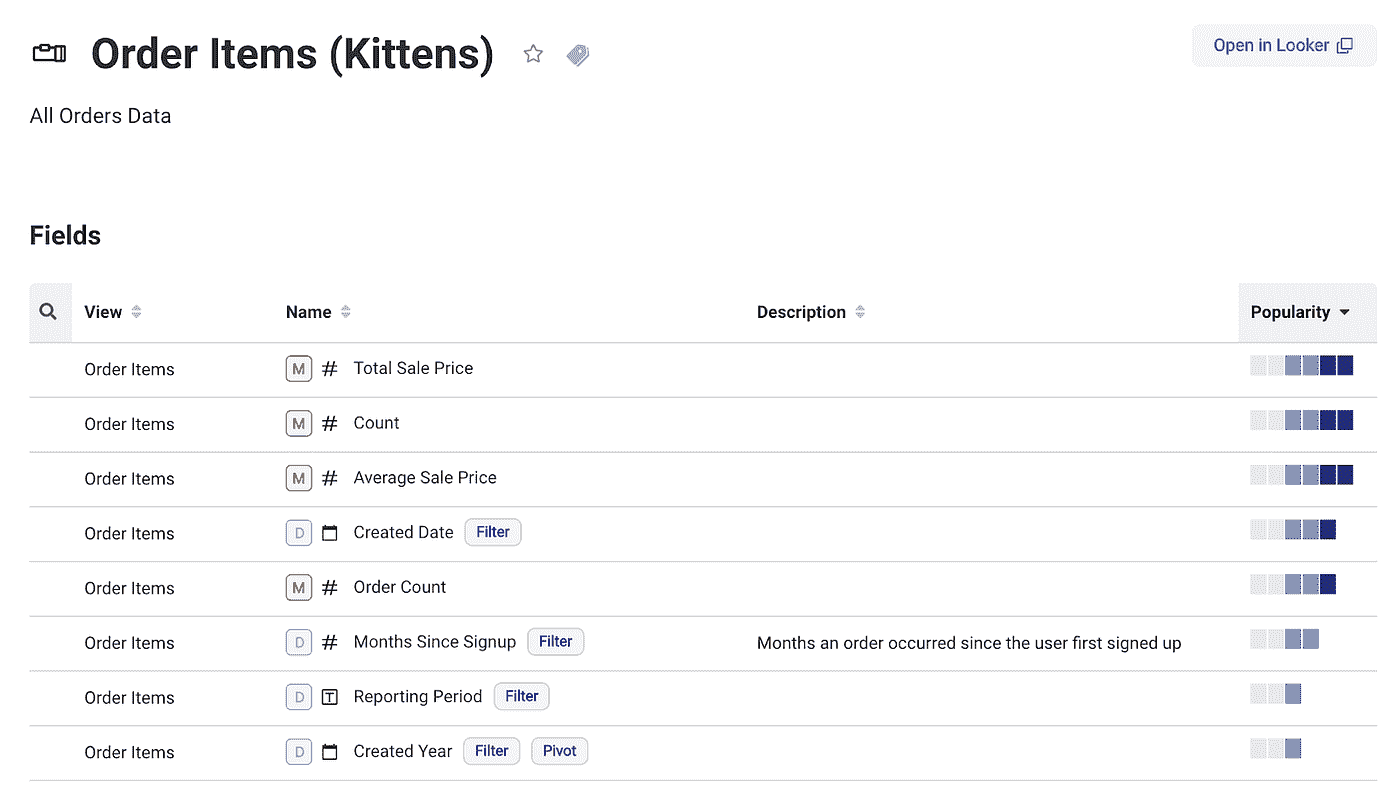 Order Items (Kittens)
Open in Looker
All Orders Data
Fields
View Name Description Popularity
Order Items M # Total Sale Price
Order Items M # Count
Order Items M # Average Sale Price
Order Items D Created Date Filter
Order Items M # Order Count
Order Items D # Months Since Signup Filter Months an order occurred since the user first signed up
Order Items D T Reporting Period Filter
Order Items D Created Year Filter Pivot